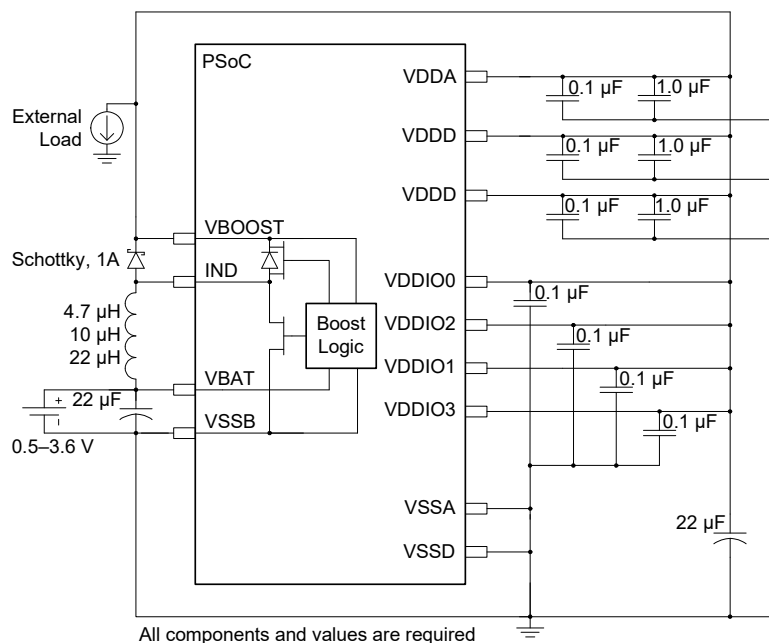 PSoC
VDDA
0.1 µF
1.0 µF
External
Load
VDDD
0.1 µF
1.0 µF
VDDD
0.1 µF
1.0 µF
VBOOST
Schottky, 1A
IND
VDDIO0
0.1 µF
4.7 µH
10 µH
22 µH
Boost
Logic
VDDIO2
0.1 µF
VDDIO1
0.1 µF
VBAT
22 µF
+
-
VDDIO3
0.1 µF
VSSB
0.5–3.6 V
VSSA
VSSD
22 µF
All components and values are required